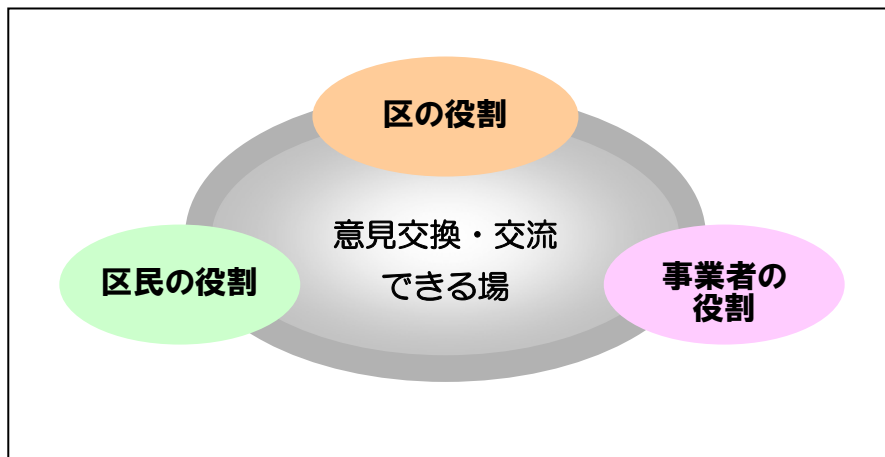 区の役割
意見交換・交流
できる場
区民の役割
事業者の
役割